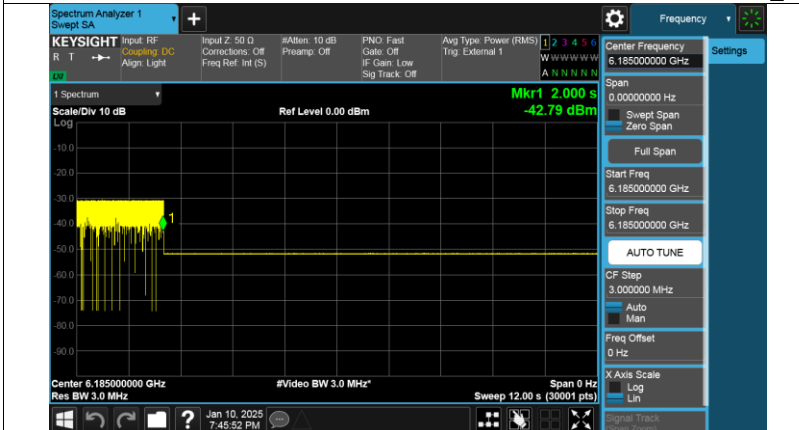 Spectrum Analyzer 1
Swept SA
Frequency
KEYSIGHT
R T
Input: RF
Coupling: DC
Align: Light
Input Z: 50 Ω
Corrections: Off
Freq Ref: Int (S)
#Atten: 10 dB
Preamp: Off
PNO: Fast
Gate: Off
IF Gain: Low
Sig Track: Off
Avg Type: Power (RMS)
Trig: External 1
1 2 3 4 5 6
W W W W W W
A N N N N N
Center Frequency
6.185000000 GHz
Settings
1 Spectrum
Mkr1 2.000 s
Scale/Div 10 dB
Ref Level 0.00 dBm
-42.79 dBm
Log
-10.0
-20.0
-30.0
-40.0
-50.0
-60.0
-70.0
-80.0
-90.0
1
Center 6.185000000 GHz
#Video BW 3.0 MHz*
Span 0 Hz
Res BW 3.0 MHz
Sweep 12.00 s (30001 pts)
Span
0.00000000 Hz
Swept Span
Zero Span
Full Span
Start Freq
6.185000000 GHz
Stop Freq
6.185000000 GHz
AUTO TUNE
CF Step
3.000000 MHz
Auto
Man
Freq Offset
0 Hz
X Axis Scale
Log
Lin
Signal Track
Jan 10, 2025
7:45:52 PM